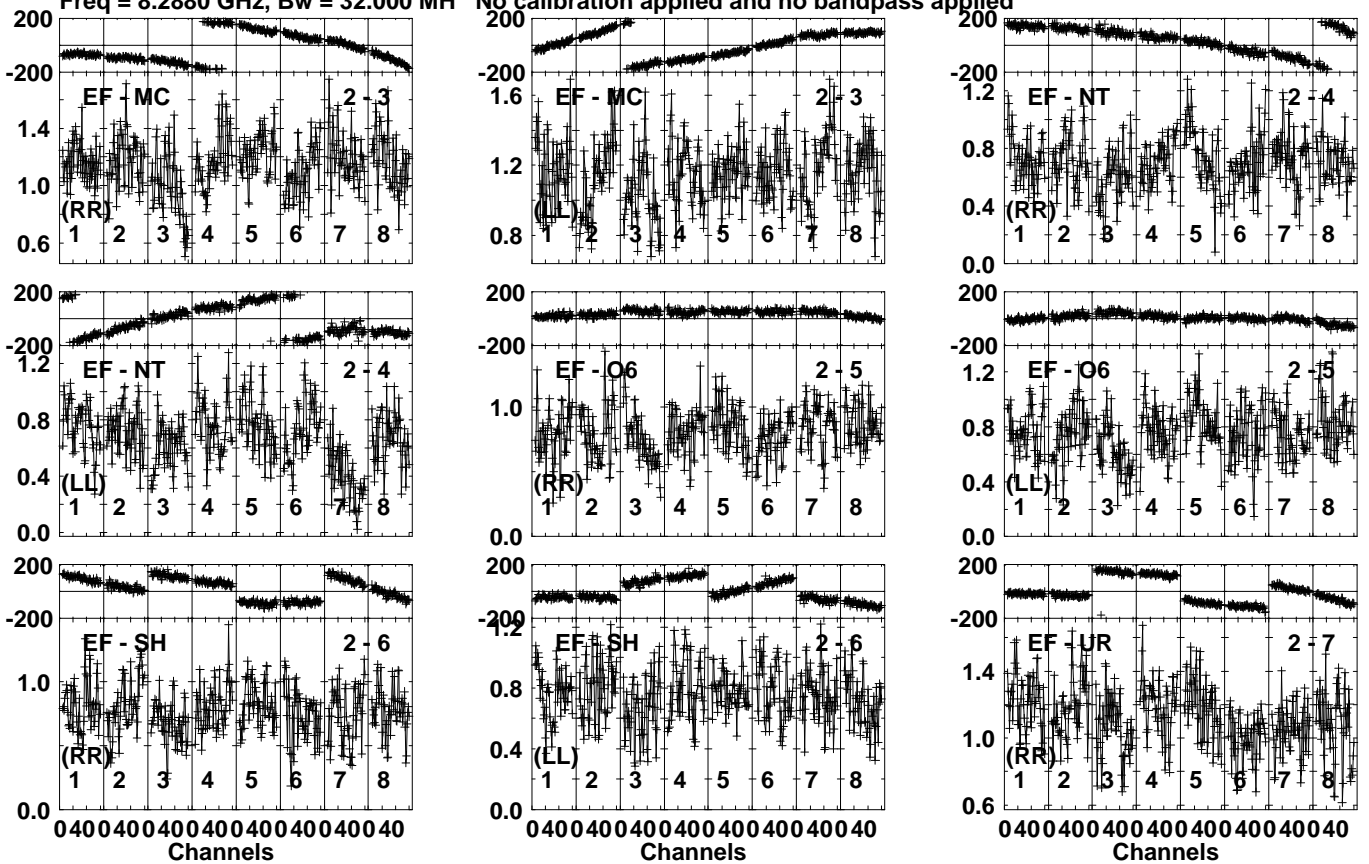 Freq = 8.2880 GHz, Bw = 32.000 MH No calibration applied and no bandpass applied
200 200 200
-200 -200 -200
EF - MC 2 - 3 EF - MC 2 - 3 EF - NT 2 - 4
1.4 1.0 0.6
1.6 1.2 0.8
1.2 0.8 0.4 0.0
(RR) (LL) (RR)
1 2 3 4 5 6 7 8 1 2 3 4 5 6 7 8 1 2 3 4 5 6 7 8
200 200 200
-200 -200 -200
EF - NT 2 - 4 EF - O6 2 - 5 EF - O6 2 - 5
1.2 0.8 0.4 0.0
1.0 0.0
1.2 0.8 0.4 0.0
(LL) (RR) (LL)
1 2 3 4 5 6 7 8 1 2 3 4 5 6 7 8 1 2 3 4 5 6 7 8
200 200 200
-200 -200 -200
EF - SH 2 - 6 EF - SH 2 - 6 EF - UR 2 - 7
1.0 0.0
1.2 0.8 0.4 0.0
1.4 1.0 0.6
(RR) (LL) (RR)
1 2 3 4 5 6 7 8 1 2 3 4 5 6 7 8 1 2 3 4 5 6 7 8
0 40 0 40 0 40 0 40 0 40 0 40 0 40 0 40 0 40 0 40 0 40 0 40 0 40 0 40 0 40 0 40 0 40 0 40 0 40 0 40 0 40 0 40 0 40 0 40
Channels Channels Channels